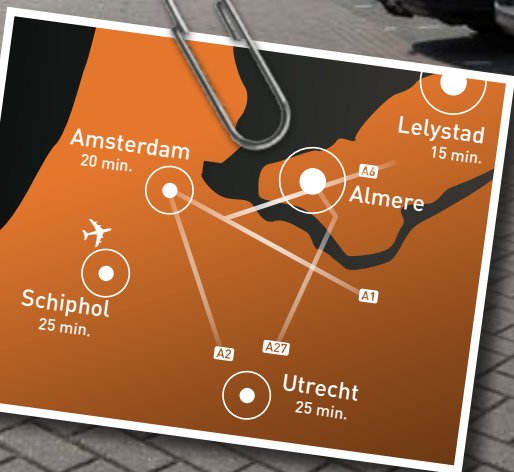 Lelystad
15 min.
Amsterdam
20 min.
A6
Almere
Schiphol
25 min.
A1
A2
A27
Utrecht
25 min.